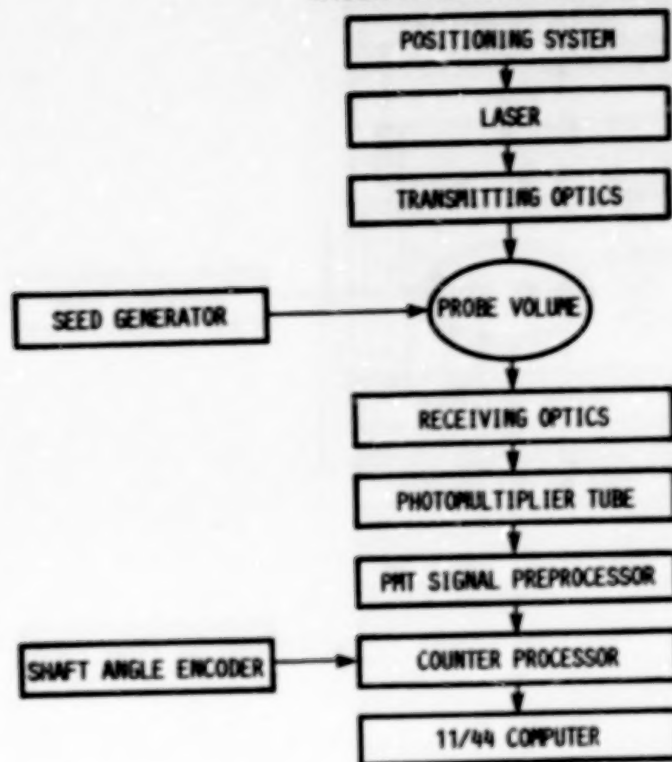 POSITIONING SYSTEM
LASER
TRANSMITTING OPTICS
SEED GENERATOR
PROBE VOLUME
RECEIVING OPTICS
PHOTOMULTIPLIER TUBE
PMT SIGNAL PREPROCESSOR
SHAFT ANGLE ENCODER
COUNTER PROCESSOR
11/44 COMPUTER